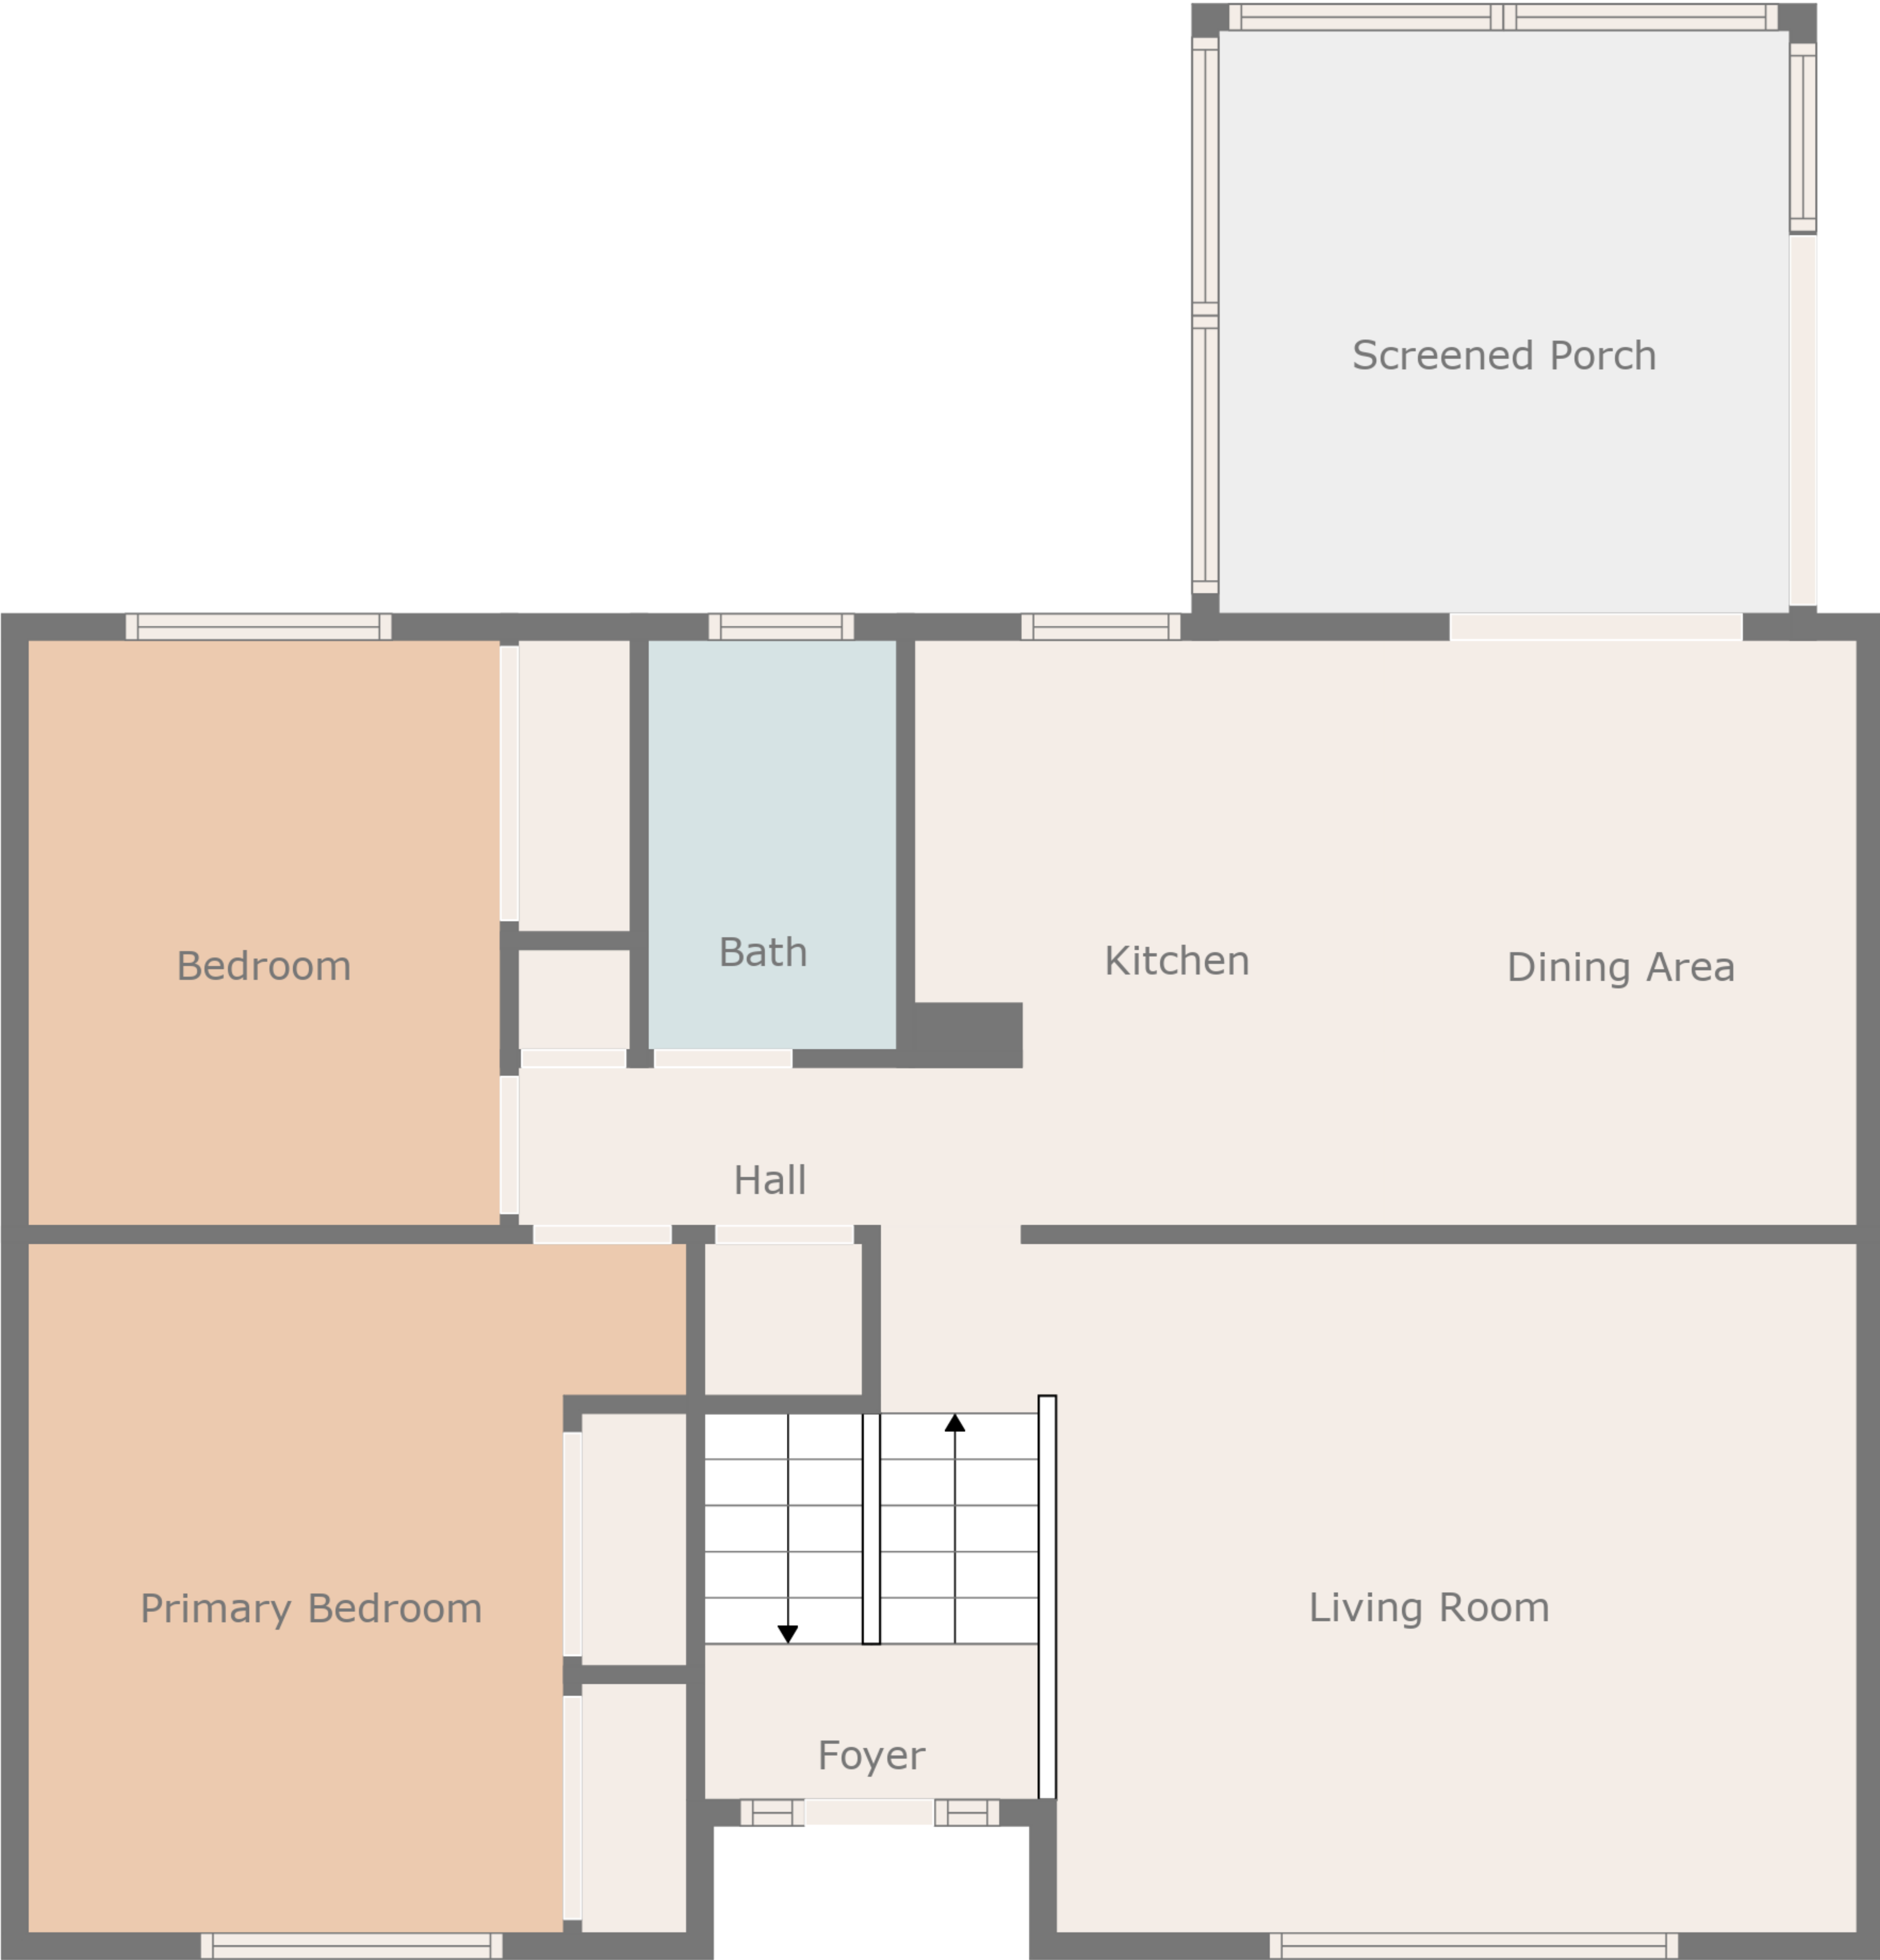 Screened Porch
Bedroom
Bath
Kitchen
Dining Area
Hall
Primary Bedroom
Living Room
Foyer